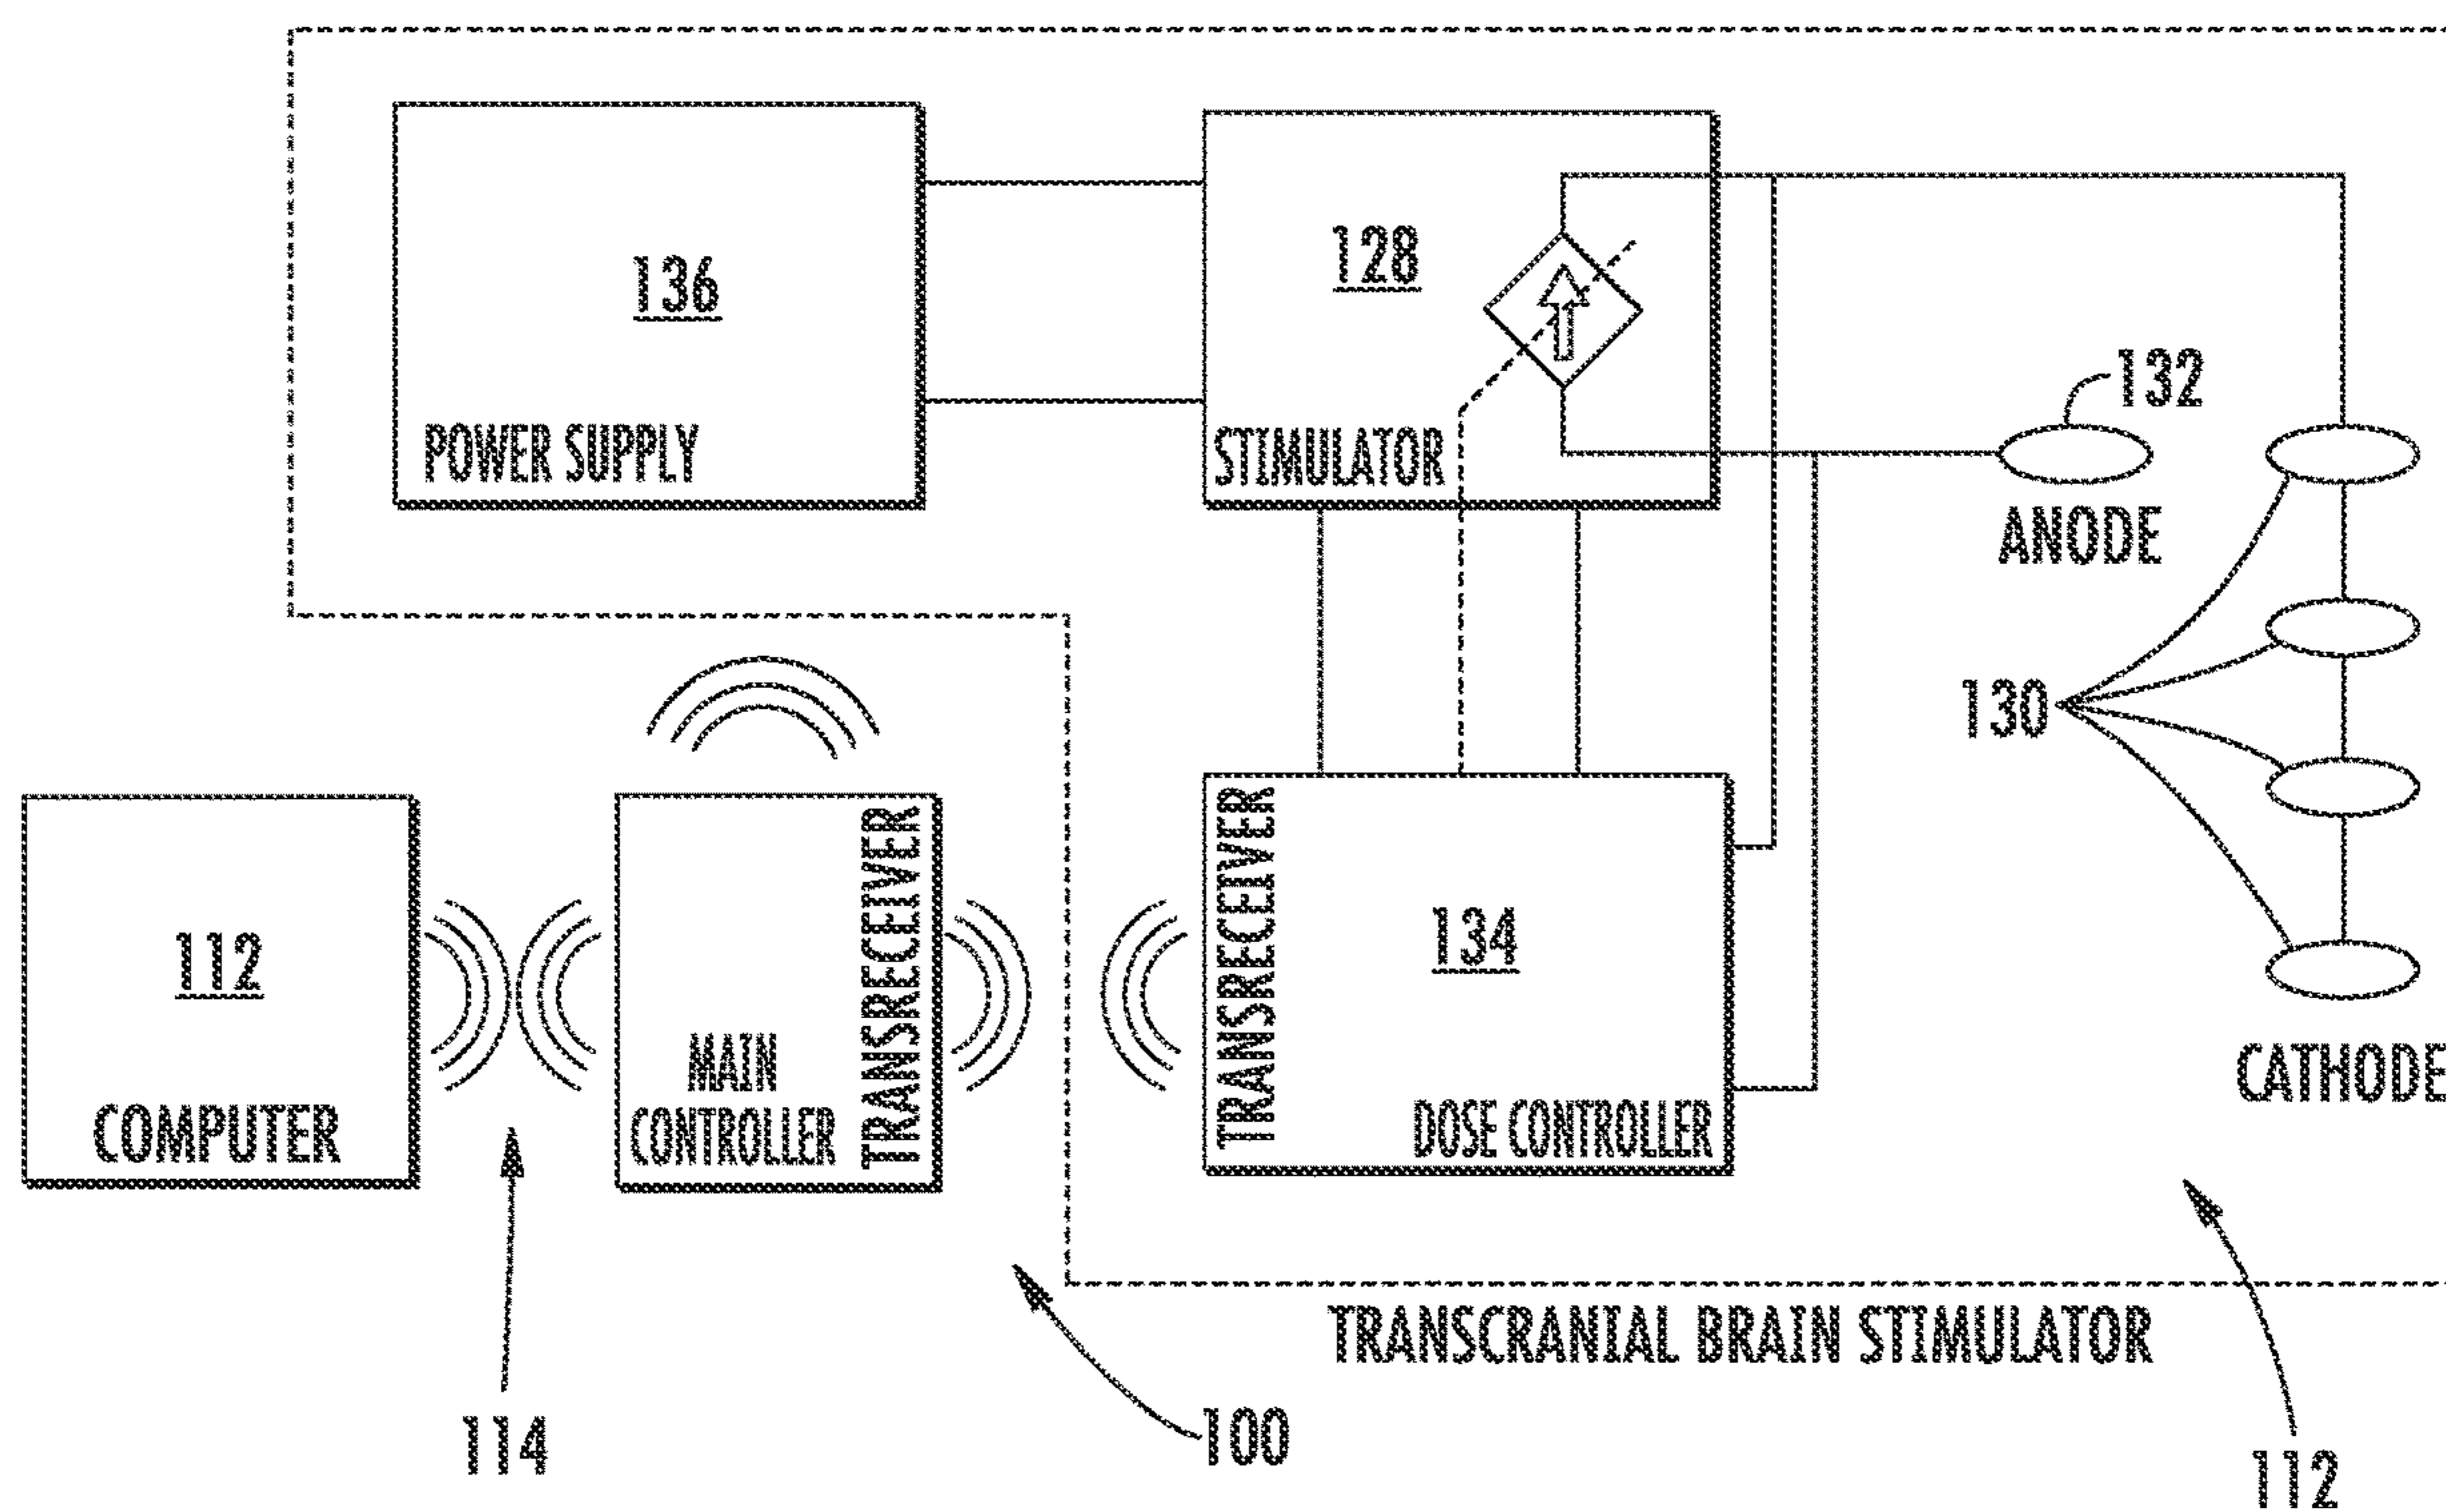 136
POWER SUPPLY
128
STIMULATOR
132
ANODE
130
CATHODE
112
COMPUTER
MAIN
CONTROLLER
TRANSRECEIVER
TRANSRECEIVER
134
DOSE CONTROLLER
TRANSCRANIAL BRAIN STIMULATOR
114
100
112